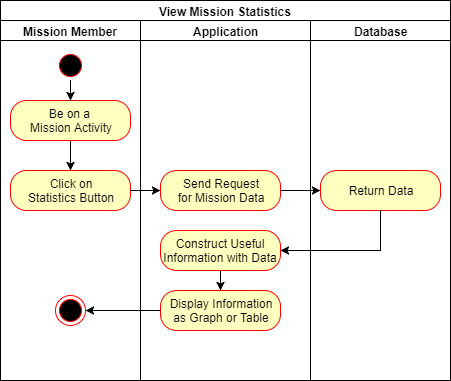 View Mission Statistics
Mission Member
Application
Database
Be on a
Mission Activity
Click on
Statistics Button
Send Request
for Mission Data
Return Data
Construct Useful
Information with Data
Display Information
as Graph or Table